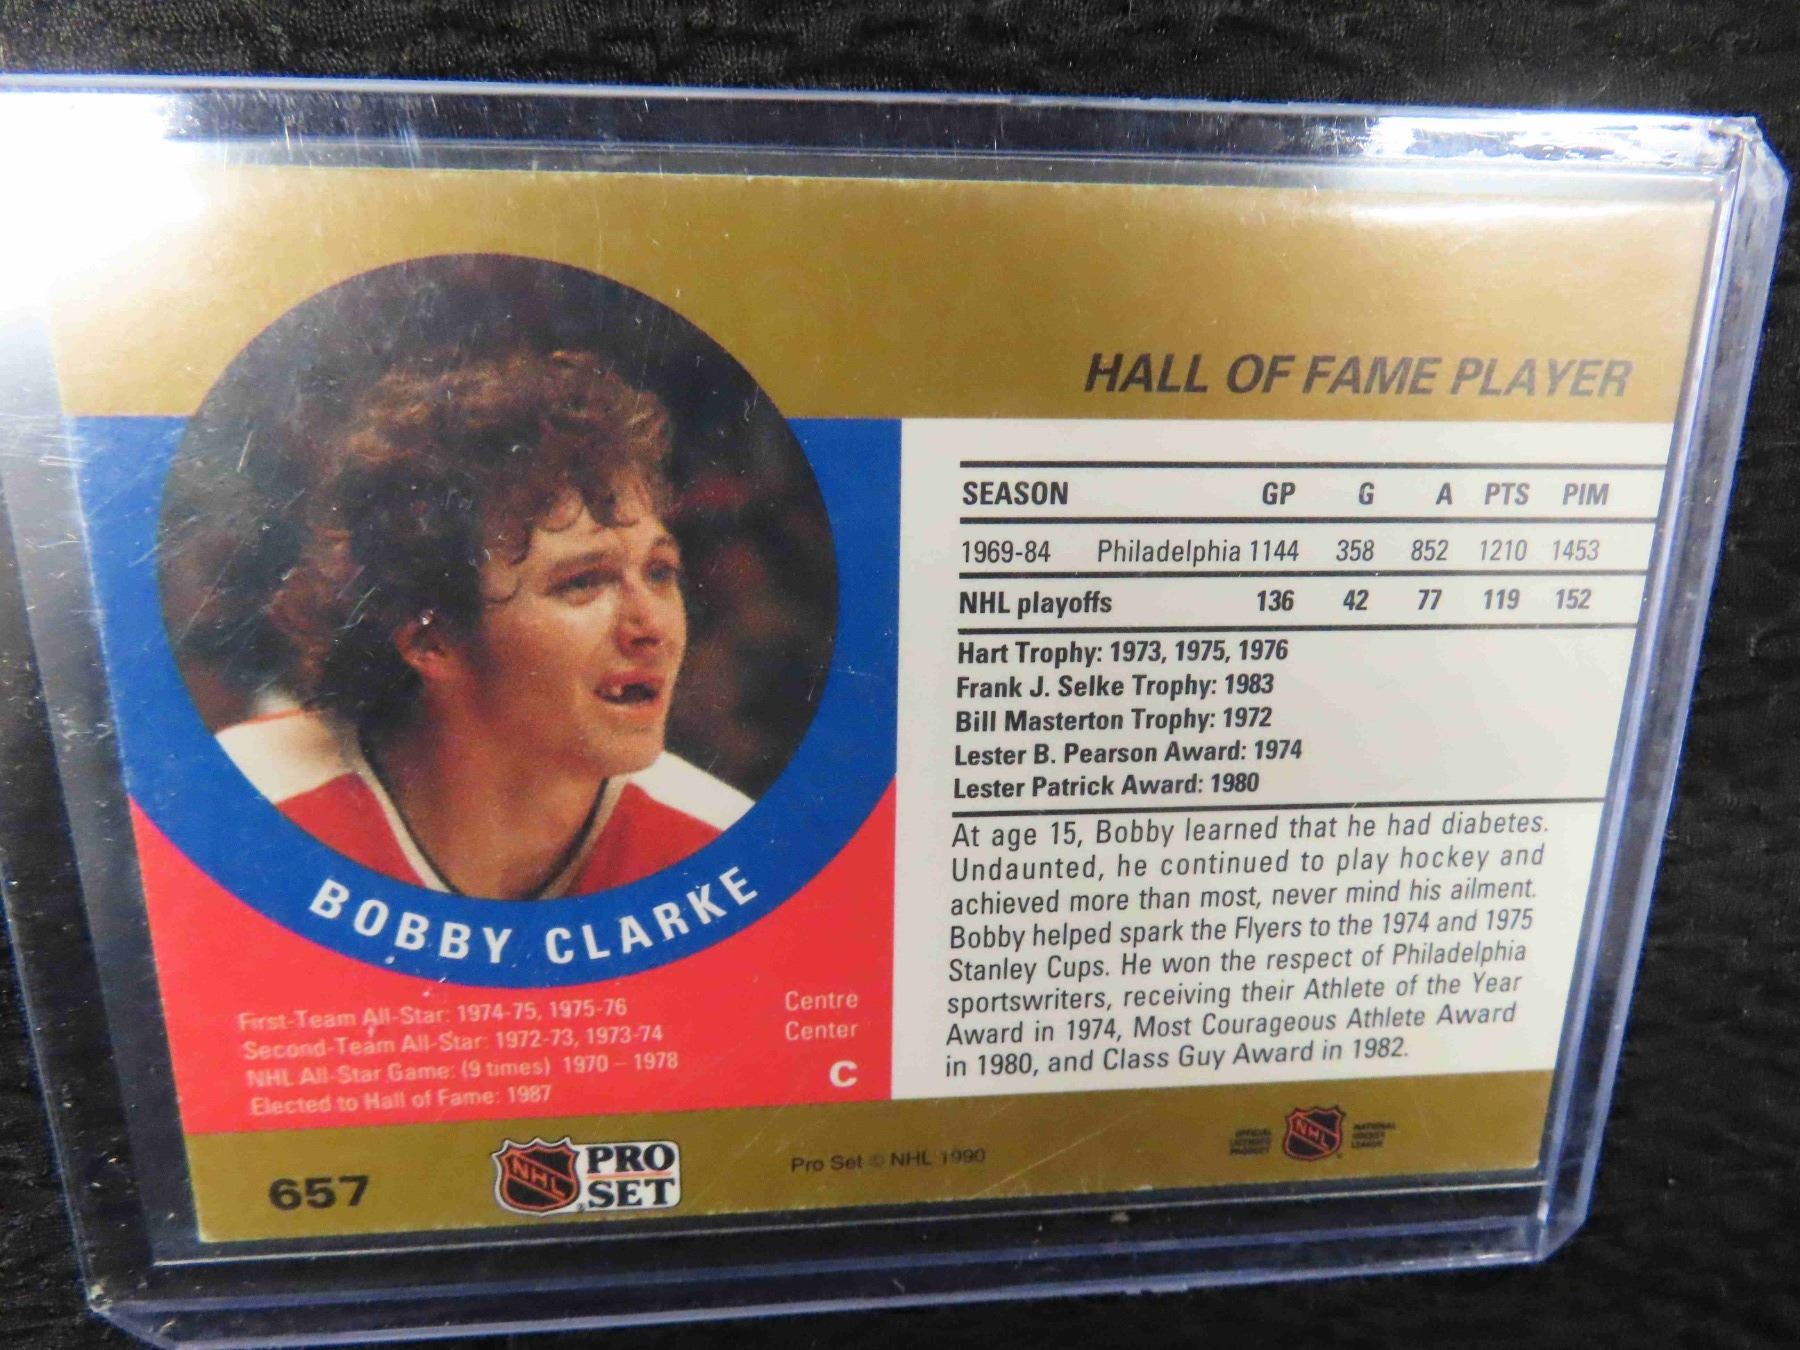 HALL OF FAME PLAYER
SEASON GP G A PTS PIM
1969-84 Philadelphia 1144 358 852 1210 1453
NHL playoffs 136 42 77 119 152
Hart Trophy: 1973, 1975, 1976
Frank J. Selke Trophy: 1983
Bill Masterton Trophy: 1972
Lester B. Pearson Award: 1974
Lester Patrick Award: 1980
At age 15, Bobby learned that he had diabetes.
Undaunted, he continued to play hockey and
achieved more than most, never mind his ailment.
Bobby helped spark the Flyers to the 1974 and 1975
Stanley Cups. He won the respect of Philadelphia
sportswriters, receiving their Athlete of the Year
Award in 1974, Most Courageous Athlete Award
in 1980, and Class Guy Award in 1982.
BOBBY CLARKE
First-Team All-Star: 1974-75, 1975-76
Second-Team All-Star: 1972-73, 1973-74
NHL All-Star Game: (9 times) 1970 – 1978
Elected to Hall of Fame: 1987
Centre
Center
C
657
NHL
PRO
SET
®
Pro Set © NHL 1990
OFFICIAL
LICENSED
PRODUCT
NHL
NATIONAL
HOCKEY
LEAGUE